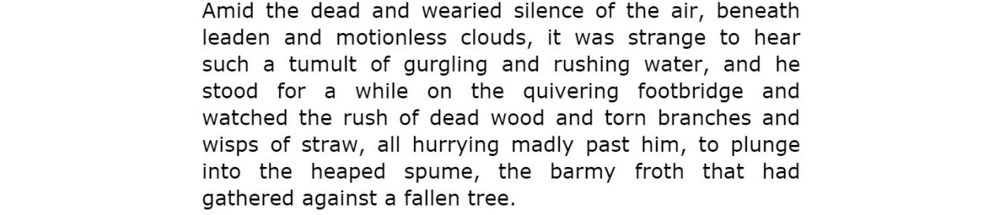 Amid the dead and wearied silence of the air, beneath
leaden and motionless clouds, it was strange to hear
such a tumult of gurgling and rushing water, and he
stood for a while on the quivering footbridge and
watched the rush of dead wood and torn branches and
wisps of straw, all hurrying madly past him, to plunge
into the heaped spume, the barmy froth that had
gathered against a fallen tree.